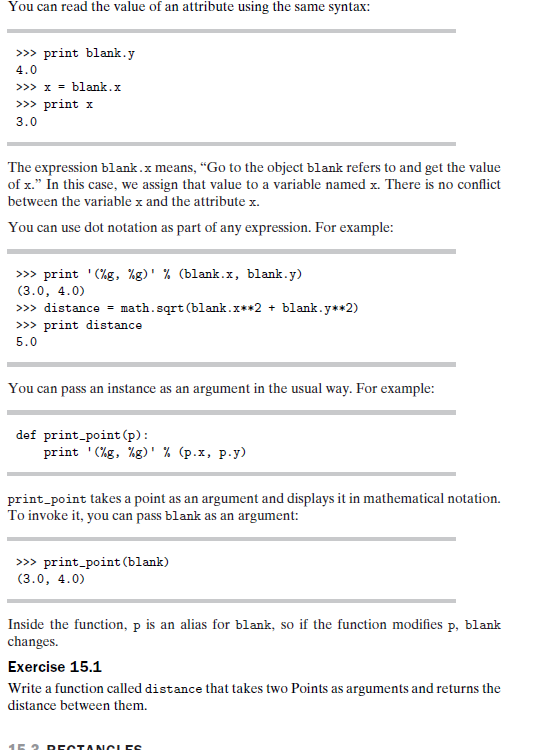 You can read the value of an attribute using the same syntax:
>>> print blank.y
4.0
>>> x = blank.x
>>> print x
3.0
The expression blank.x means, “Go to the object blank refers to and get the value
of x.” In this case, we assign that value to a variable named x. There is no conflict
between the variable x and the attribute x.
You can use dot notation as part of any expression. For example:
>>> print '(%g, %g)' % (blank.x, blank.y)
(3.0, 4.0)
>>> distance = math.sqrt(blank.x**2 + blank.y**2)
>>> print distance
5.0
You can pass an instance as an argument in the usual way. For example:
def print_point(p):
    print '(%g, %g)' % (p.x, p.y)
print_point takes a point as an argument and displays it in mathematical notation.
To invoke it, you can pass blank as an argument:
>>> print_point(blank)
(3.0, 4.0)
Inside the function, p is an alias for blank, so if the function modifies p, blank
changes.
Exercise 15.1
Write a function called distance that takes two Points as arguments and returns the
distance between them.
RECTANGLES